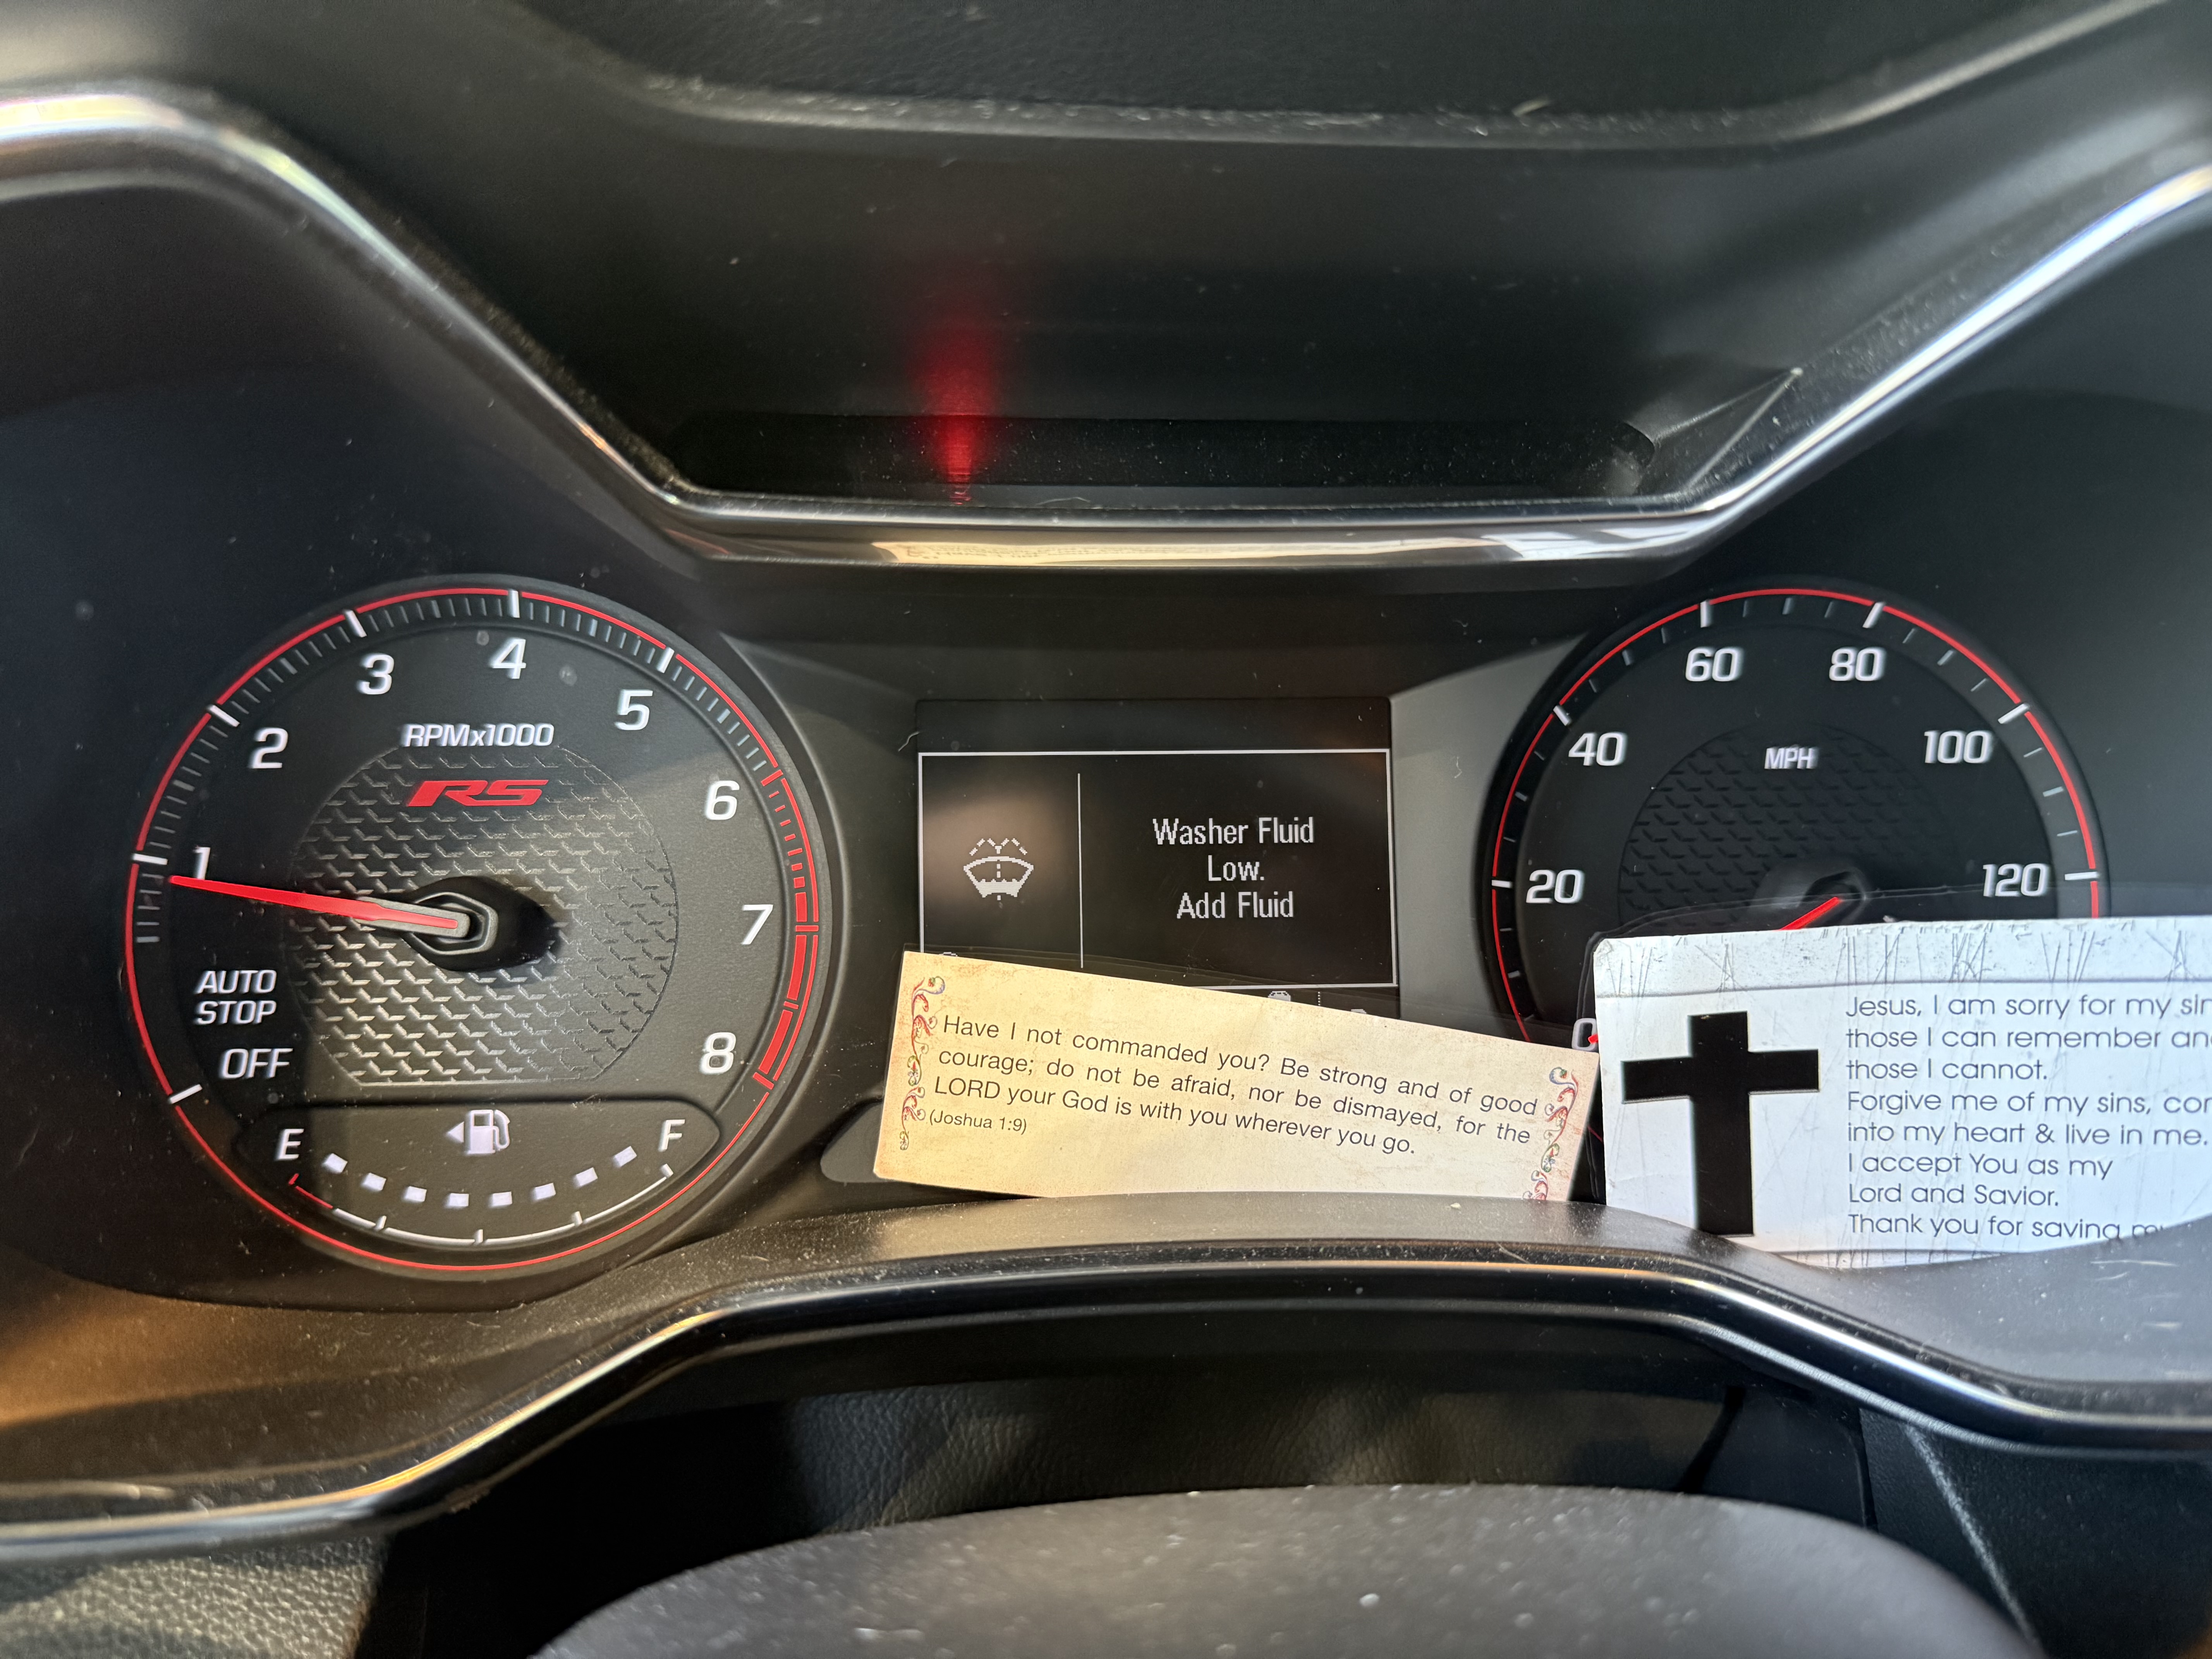 RPMx1000
RS
1
2
3
4
5
6
7
8
AUTO
STOP
OFF
E
F
Washer Fluid
Low.
Add Fluid
MPH
0
20
40
60
80
100
120
Have I not commanded you? Be strong and of good
courage; do not be afraid, nor be dismayed, for the
LORD your God is with you wherever you go.
(Joshua 1:9)
Jesus, I am sorry for my
those I can remember
those I cannot.
Forgive me of my sins,
into my heart & live in me.
I accept You as my
Lord and Savior.
Thank you for saving